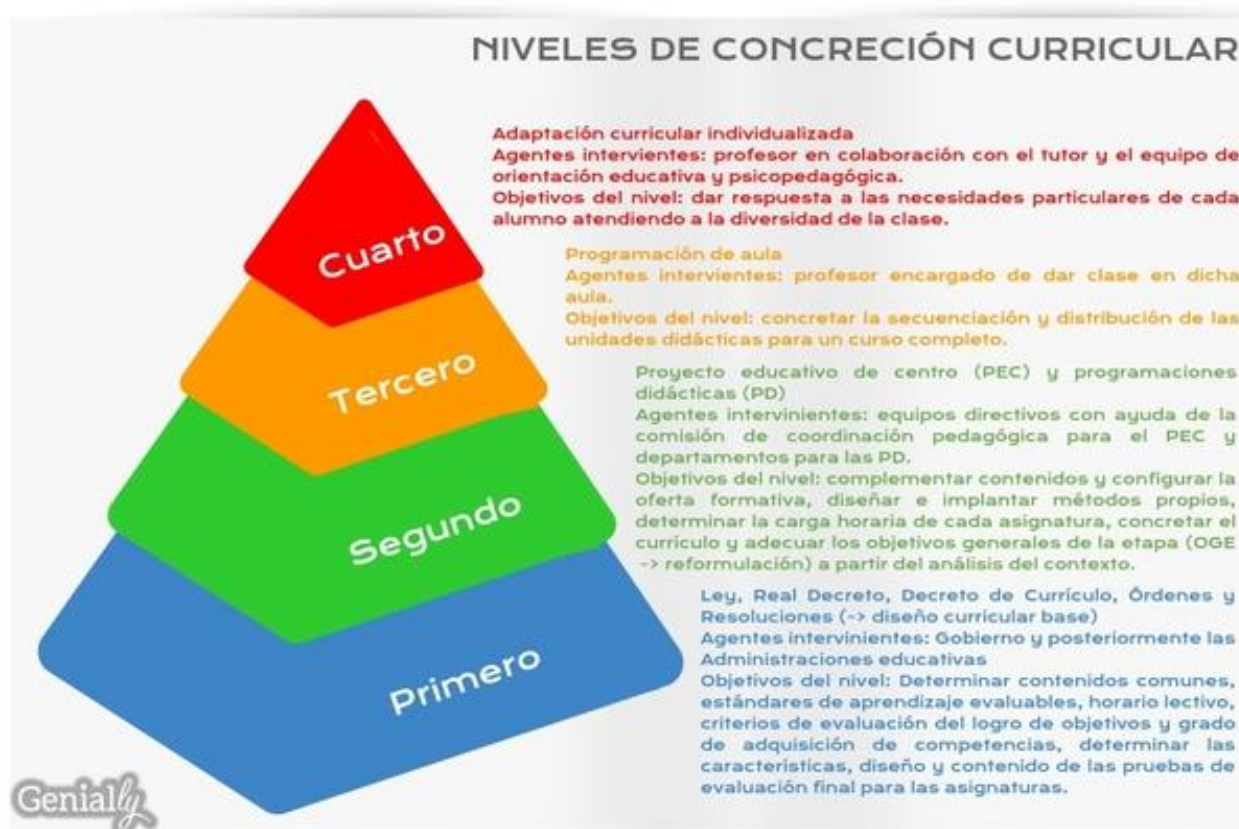 NIVELES DE CONCRECIÓN CURRICULAR
Adaptación curricular individualizada
Agentes intervientes: profesor en colaboración con el tutor y el equipo de
orientación educativa y psicopedagógica.
Objetivos del nivel: dar respuesta a las necesidades particulares de cada
alumno atendiendo a la diversidad de la clase.
Cuarto
Programación de aula
Agentes intervientes: profesor encargado de dar clase en dicha
aula.
Objetivos del nivel: concretar la secuenciación y distribución de las
unidades didácticas para un curso completo.
Tercero
Proyecto educativo de centro (PEC) y programaciones
didácticas (PD)
Agentes intervinientes: equipos directivos con ayuda de la
comisión de coordinación pedagógica para el PEC y
departamentos para las PD.
Objetivos del nivel: complementar contenidos y configurar la
oferta formativa, diseñar e implantar métodos propios,
determinar la carga horaria de cada asignatura, concretar el
currículo y adecuar los objetivos generales de la etapa (OGE
-> reformulación) a partir del análisis del contexto.
Segundo
Ley, Real Decreto, Decreto de Currículo, Órdenes y
Resoluciones (-> diseño curricular base)
Agentes intervinientes: Gobierno y posteriormente las
Administraciones educativas
Objetivos del nivel: Determinar contenidos comunes,
estándares de aprendizaje evaluables, horario lectivo,
criterios de evaluación del logro de objetivos y grado
de adquisición de competencias, determinar las
características, diseño y contenido de las pruebas de
evaluación final para las asignaturas.
Primero
Genially